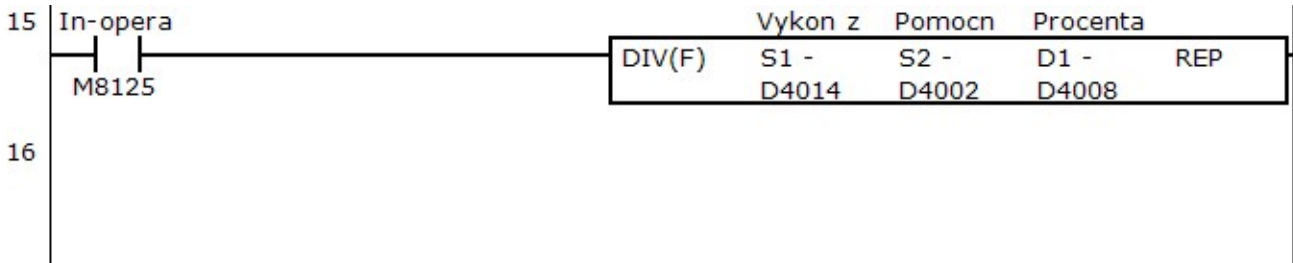 15 In-opera Vykon z Pomocn Procenta
DIV(F) S1 - S2 - D1 - REP
M8125 D4014 D4002 D4008
16